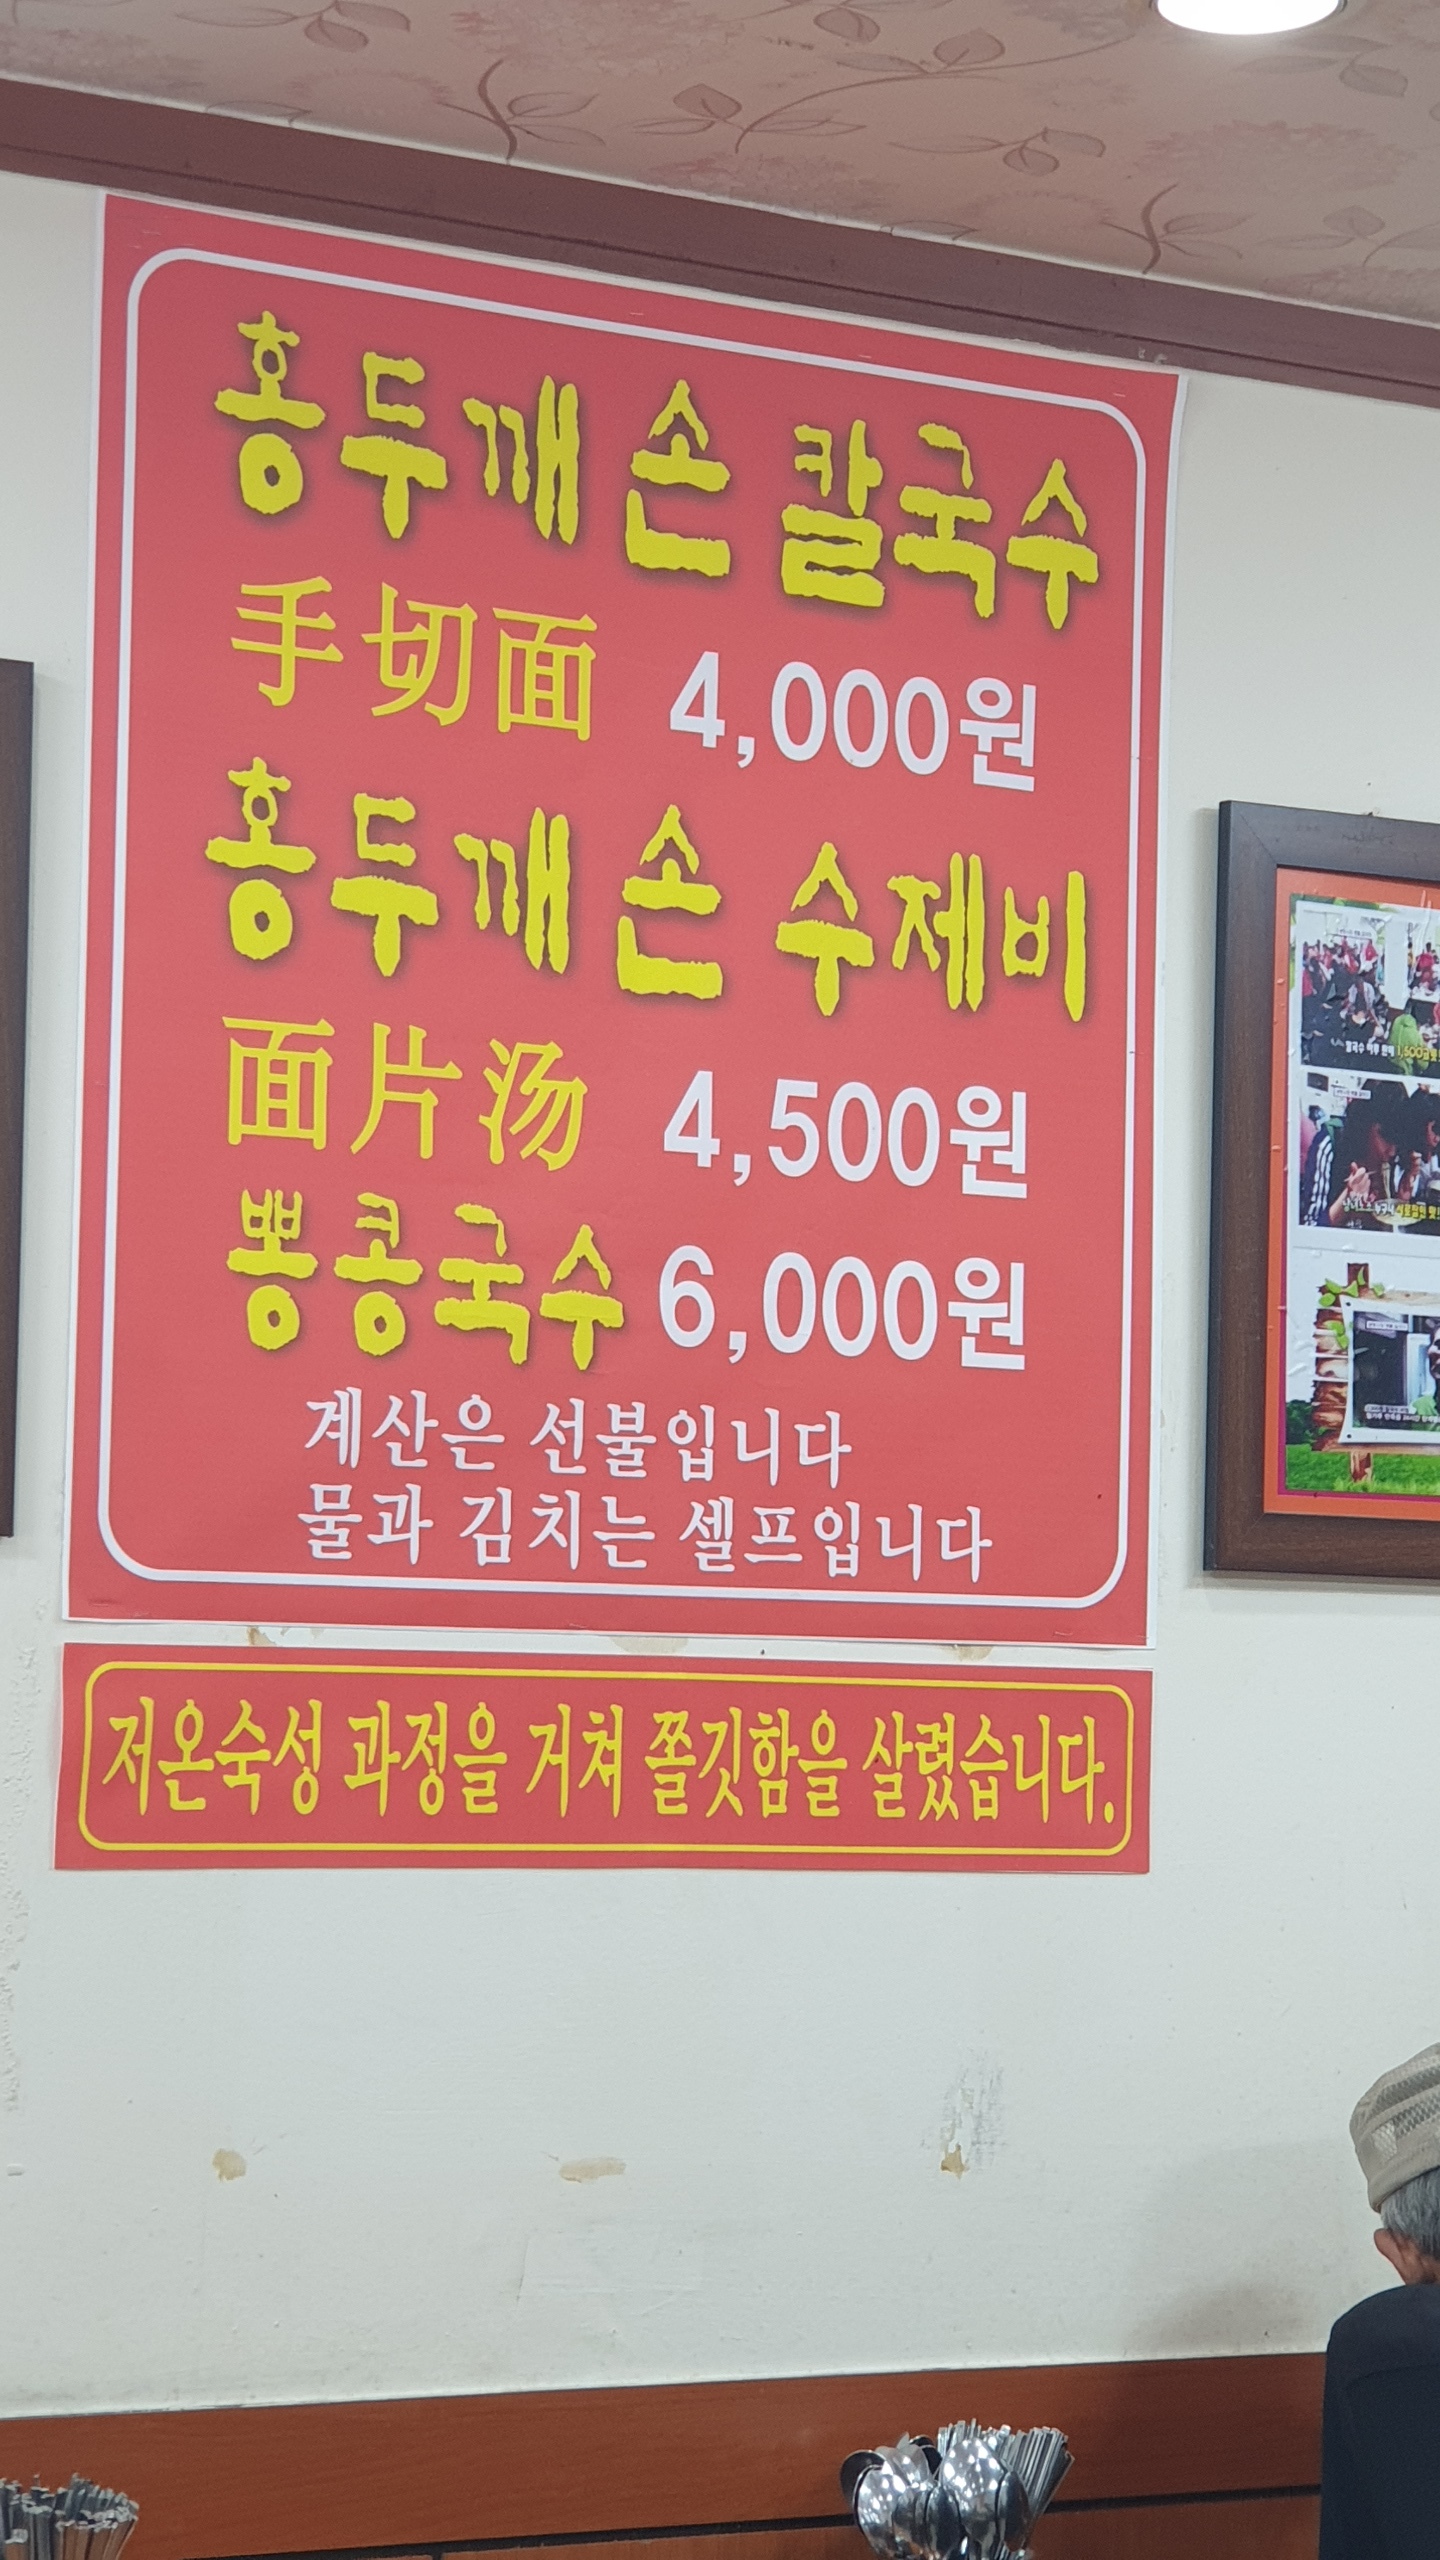 홍두깨 손 칼국수
手切面 4,000원
홍두깨 손 수제비
面片汤 4,500원
뽕콩국수 6,000원
계산은 선불입니다
물과 김치는 셀프입니다
저온숙성 과정을 거쳐 쫄깃함을 살렸습니다.